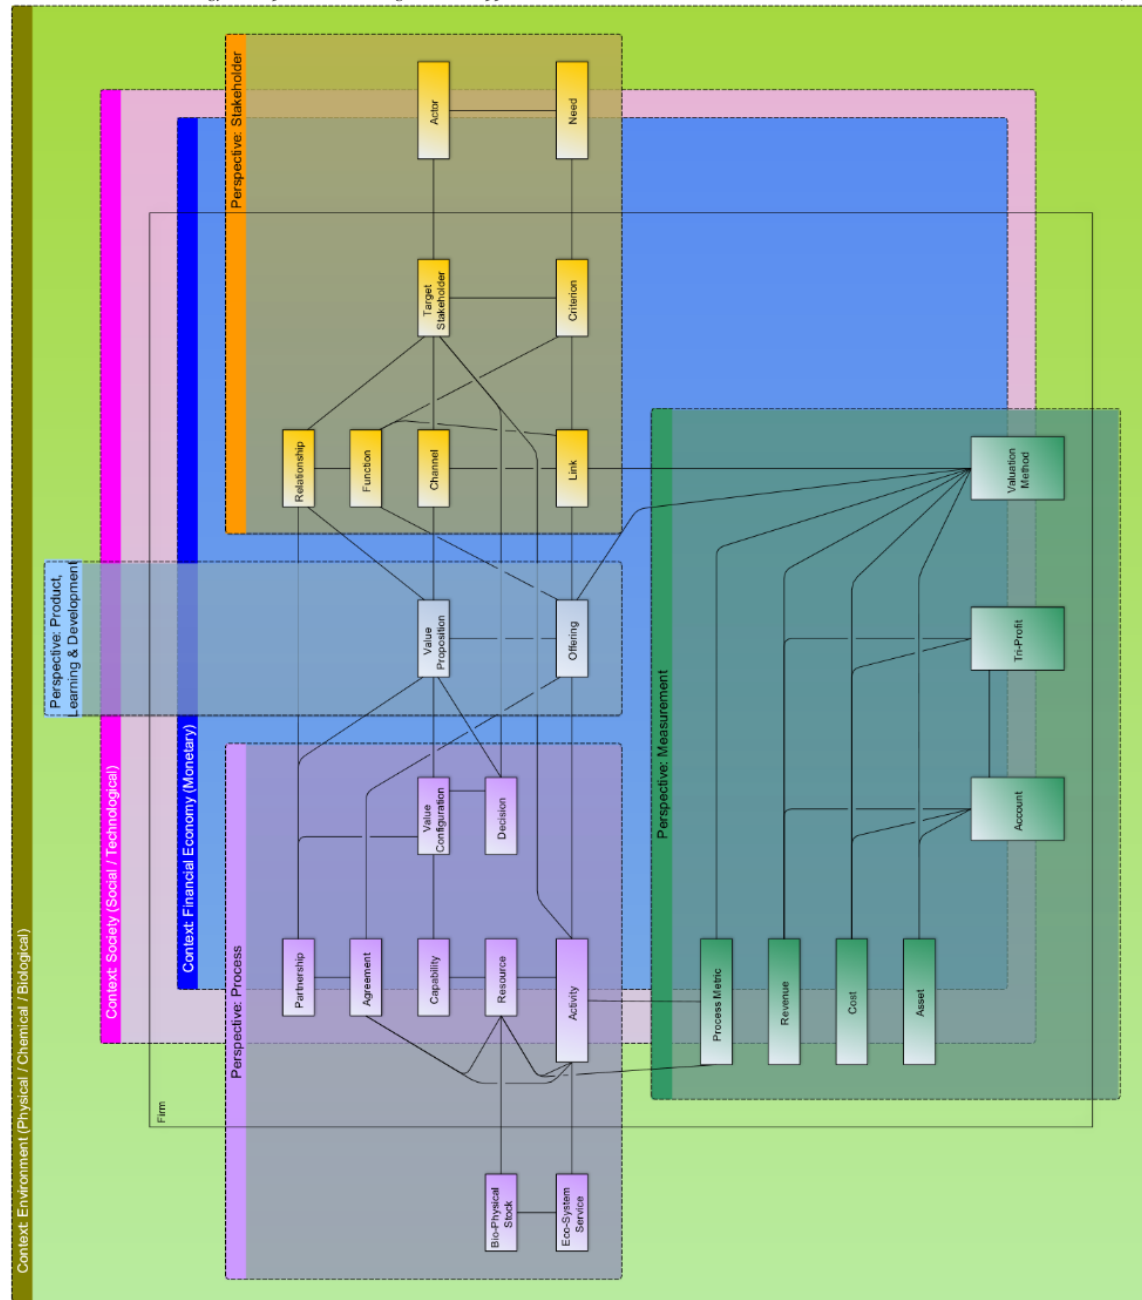 Context: Environment (Physical / Chemical / Biological)
Context: Society (Social / Technological)
Context: Financial Economy (Monetary)
Firm
Perspective: Process
Partnership
Agreement
Capability
Resource
Activity
Value
Configuration
Decision
Bio-Physical
Stock
Eco-System
Service
Perspective: Product,
Learning & Development
Value
Proposition
Offering
Perspective: Stakeholder
Relationship
Function
Channel
Link
Target
Stakeholder
Criterion
Actor
Need
Perspective: Measurement
Process Metric
Revenue
Cost
Asset
Account
Tri-Profit
Valuation
Method